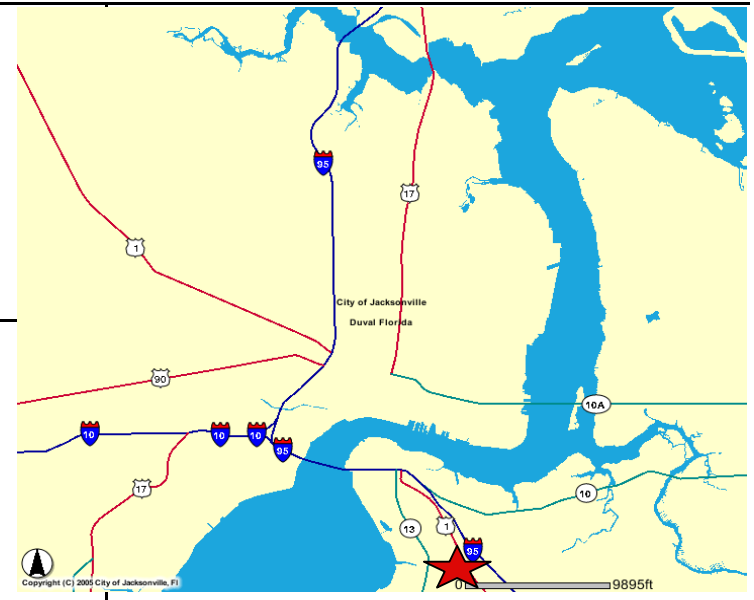 95
17
1
City of Jacksonville
Duval Florida
90
10A
10
10
10
95
17
10
13
1
95
0
9895ft
Copyright (C) 2005 City of Jacksonville, Fl